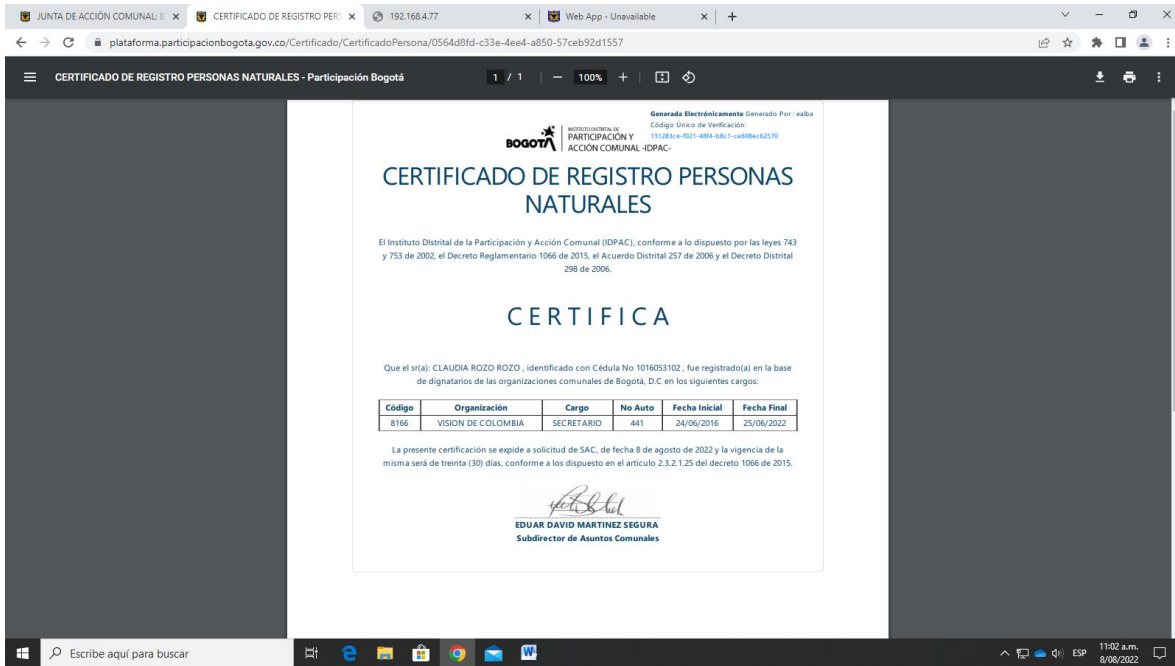 JUNTA DE ACCIÓN COMUNAL: 8
CERTIFICADO DE REGISTRO PERS
192.168.4.77
Web App - Unavailable
plataforma.participacionbogota.gov.co/Certificado/CertificadoPersona/0564d8fd-c33e-4ee4-a850-57ceb92d1557
CERTIFICADO DE REGISTRO PERSONAS NATURALES - Participación Bogotá
1 / 1
100%
Generada Electrónicamente Generado Por : ealba
Código Único de Verificación:
131283ce-f021-48f4-b8c1-ce698ec62570
BOGOTÁ
INSTITUTO DISTRITAL DE
PARTICIPACIÓN Y
ACCIÓN COMUNAL -IDPAC-
CERTIFICADO DE REGISTRO PERSONAS
NATURALES
El Instituto DIstrital de la Participación y Acción Comunal (IDPAC), conforme a lo dispuesto por las leyes 743
y 753 de 2002, el Decreto Reglamentario 1066 de 2015, el Acuerdo Distrital 257 de 2006 y el Decreto Distrital
298 de 2006.
CERTIFICA
Que el sr(a): CLAUDIA ROZO ROZO , identificado con Cédula No 1016053102 , fue registrado(a) en la base
de dignatarios de las organizaciones comunales de Bogotá, D.C en los siguientes cargos:
Código Organización Cargo No Auto Fecha Inicial Fecha Final
8166 VISION DE COLOMBIA SECRETARIO 441 24/06/2016 25/06/2022
La presente certificación se expide a solicitud de SAC, de fecha 8 de agosto de 2022 y la vigencia de la
misma será de treinta (30) días, conforme a los dispuesto en el artículo 2.3.2.1.25 del decreto 1066 de 2015.
EDUAR DAVID MARTINEZ SEGURA
Subdirector de Asuntos Comunales
Escribe aquí para buscar
ESP
11:02 a.m.
8/08/2022